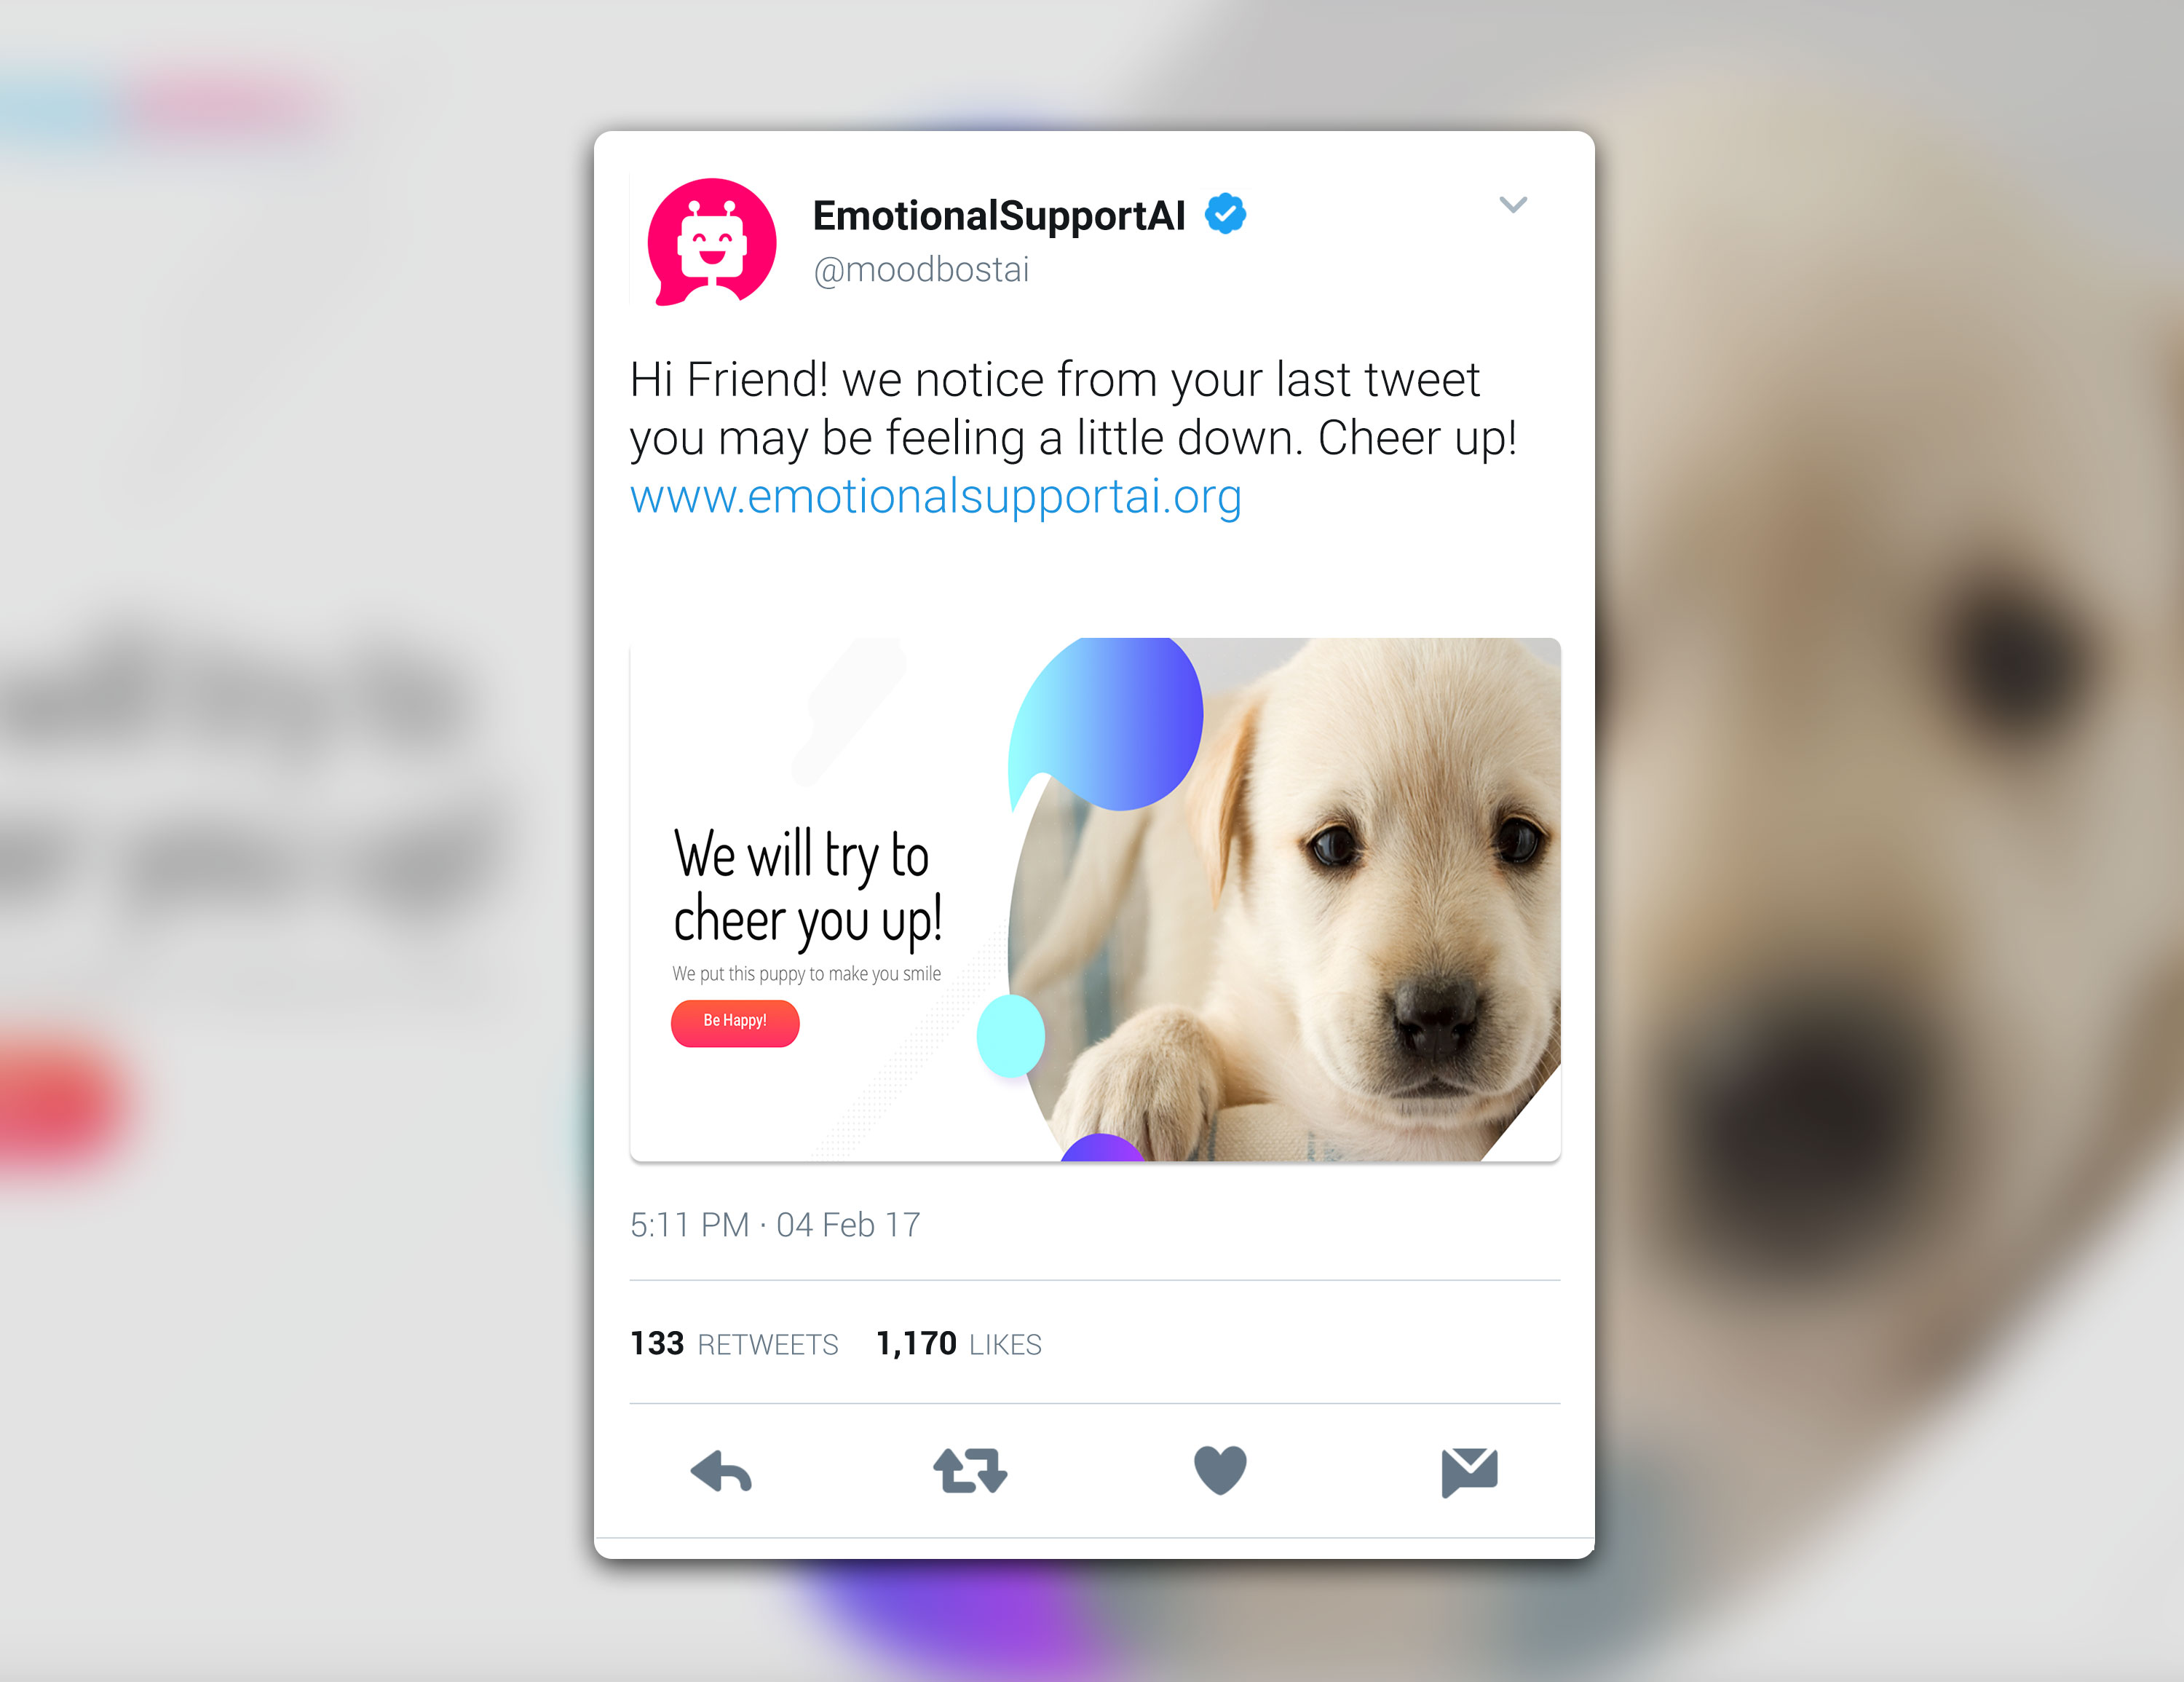 EmotionalSupportAI
@moodbostai
Hi Friend! we notice from your last tweet
you may be feeling a little down. Cheer up!
www.emotionalsupportai.org
We will try to
cheer you up!
We put this puppy to make you smile
Be Happy!
5:11 PM · 04 Feb 17
133 RETWEETS 1,170 LIKES